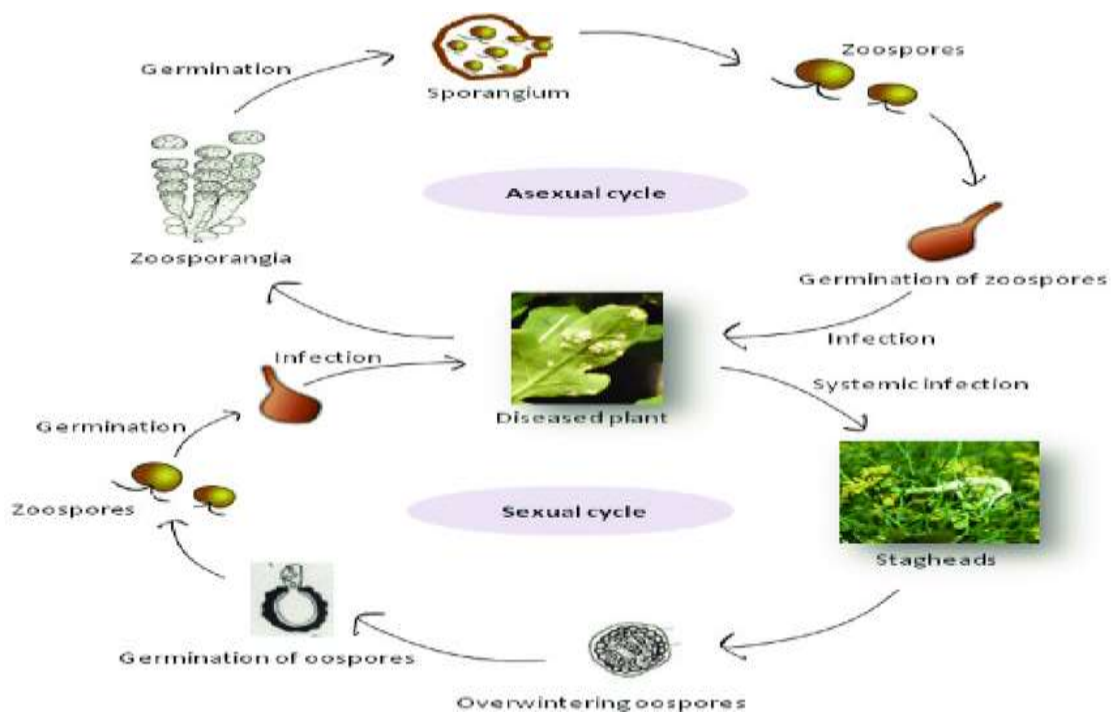 Zoospores
Germination
Sporangium
Asexual cycle
Zoosporangia
Germination of zoospores
Infection
Infection
Systemic infection
Diseased plant
Germination
Zoospores
Sexual cycle
Stagheads
Germination of oospores
Overwintering oospores